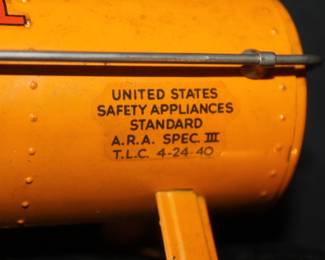 UNITED STATES
SAFETY APPLIANCES
STANDARD
A.R.A. SPEC. III
T.L.C. 4-24-40